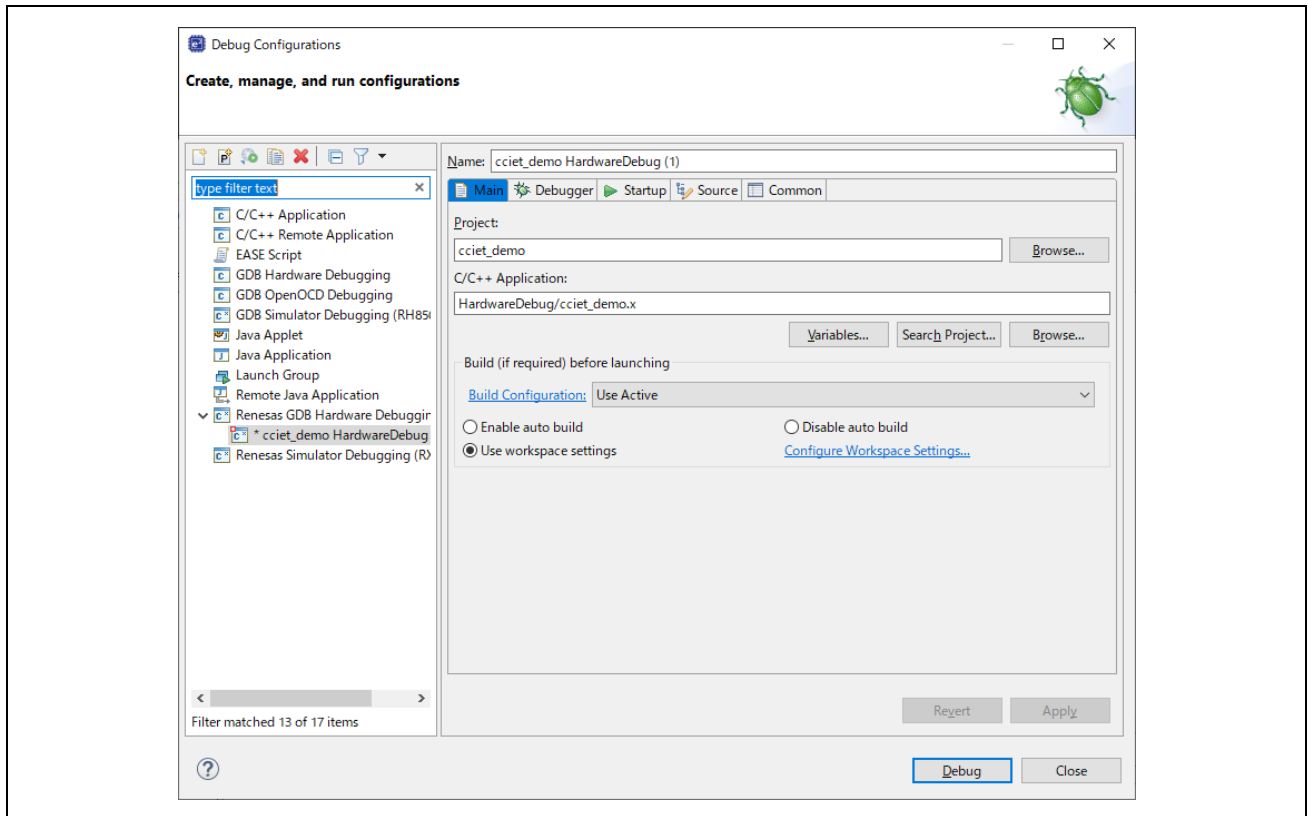 Debug Configurations
Create, manage, and run configurations
type filter text
C/C++ Application
C/C++ Remote Application
EASE Script
GDB Hardware Debugging
GDB OpenOCD Debugging
GDB Simulator Debugging (RH85
Java Applet
Java Application
Launch Group
Remote Java Application
Renesas GDB Hardware Debuggin
* cciet_demo HardwareDebug
Renesas Simulator Debugging (RX
Filter matched 13 of 17 items
Name: cciet_demo HardwareDebug (1)
Main Debugger Startup Source Common
Project:
cciet_demo Browse...
C/C++ Application:
HardwareDebug/cciet_demo.x
Variables... Search Project... Browse...
Build (if required) before launching
Build Configuration: Use Active
Enable auto build Disable auto build
Use workspace settings Configure Workspace Settings...
Revert Apply
Debug Close